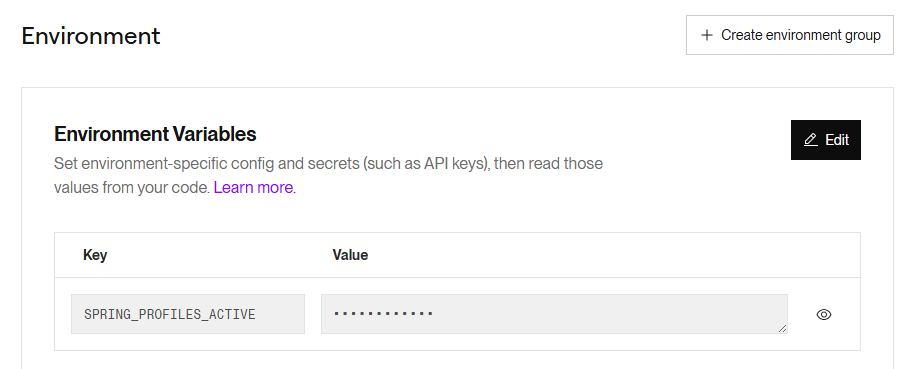 Environment
+ Create environment group
Environment Variables
Edit
Set environment-specific config and secrets (such as API keys), then read those
values from your code. Learn more.
Key Value
SPRING_PROFILES_ACTIVE ············